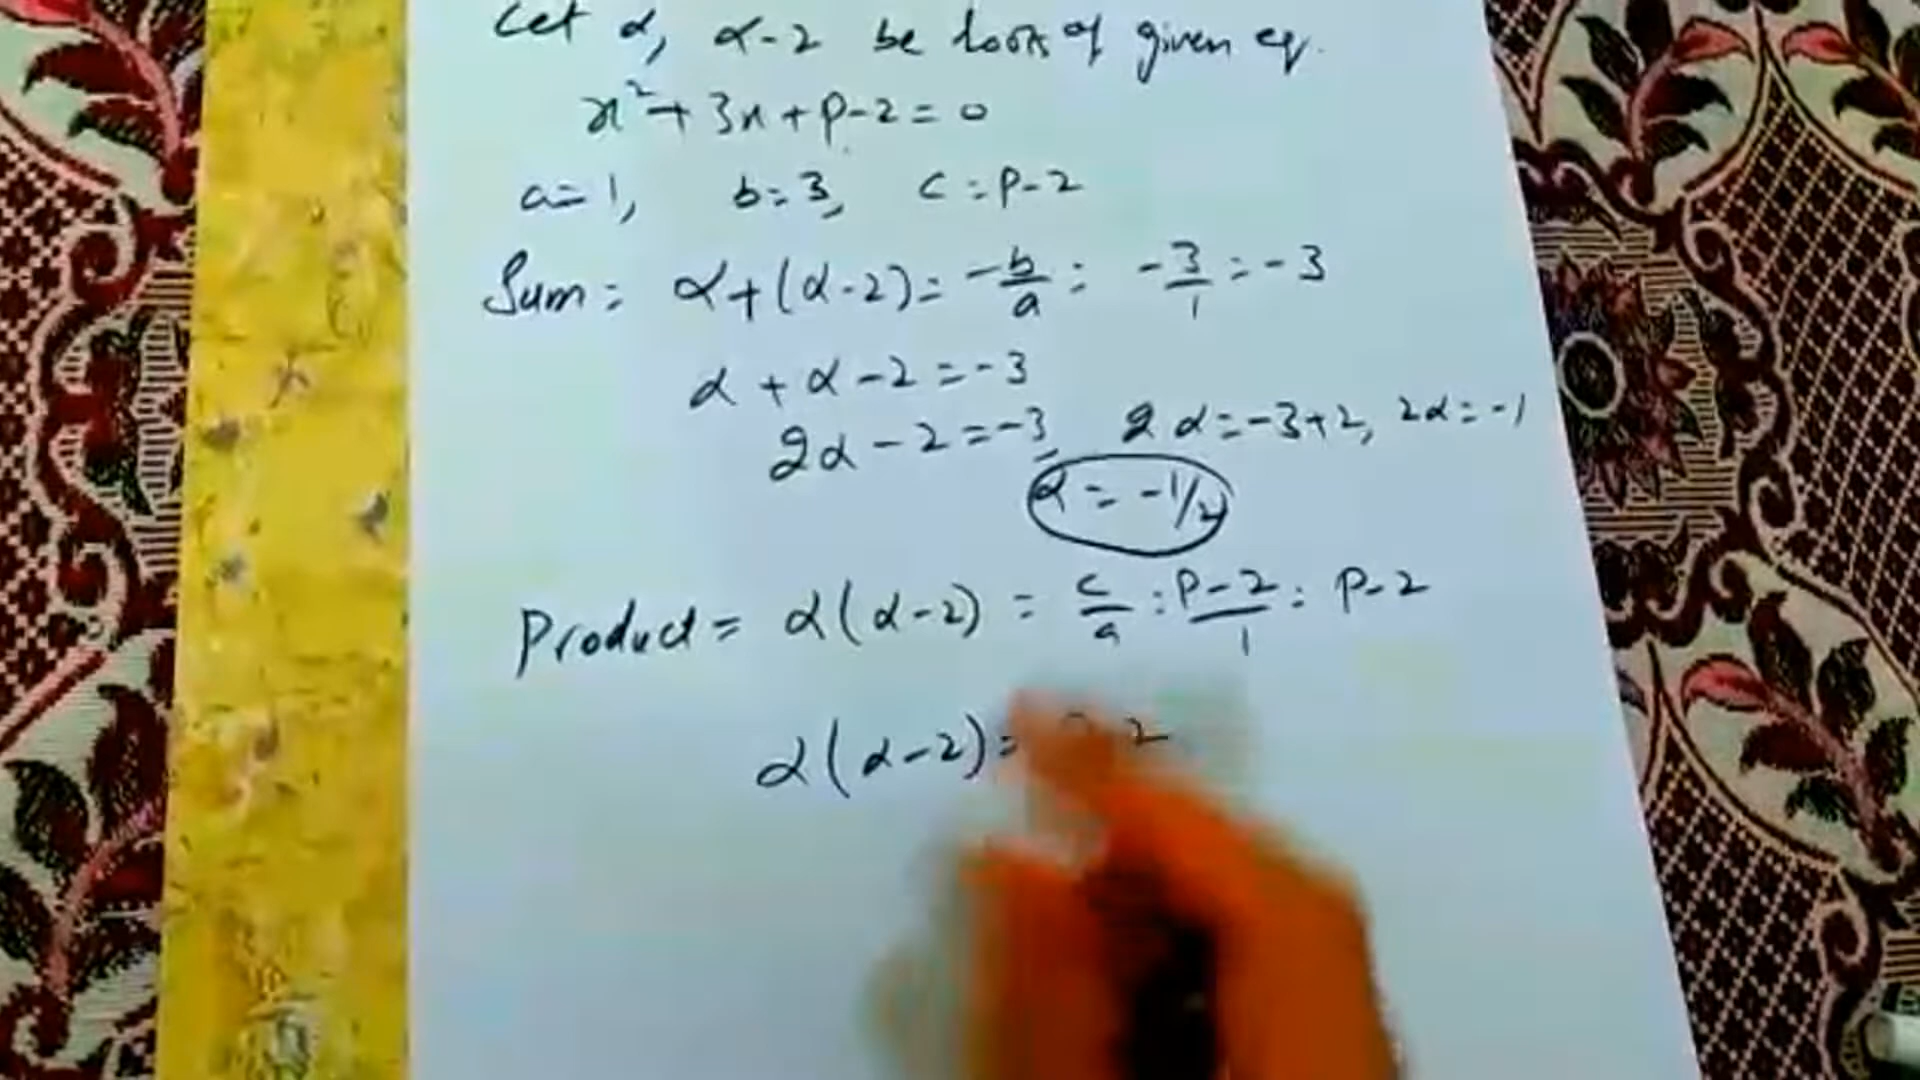 Let α, α-2 be roots of given eq.
x²+3x+p-2=0
a=1, b=3, c=p-2
Sum= α+(α-2)= -b/a = -3/1 = -3
α+α-2=-3
2α-2=-3, 2α=-3+2, 2α=-1
α=-1/2
Product= α(α-2) = c/a = P-2/1 = P-2
α(α-2)= 2